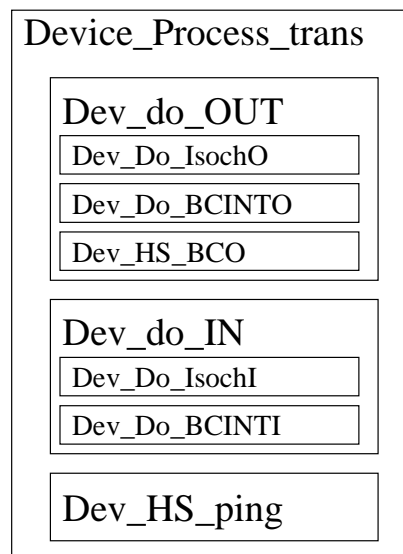 Device_Process_trans
Dev_do_OUT
Dev_Do_IsochO
Dev_Do_BCINTO
Dev_HS_BCO
Dev_do_IN
Dev_Do_IsochI
Dev_Do_BCINTI
Dev_HS_ping